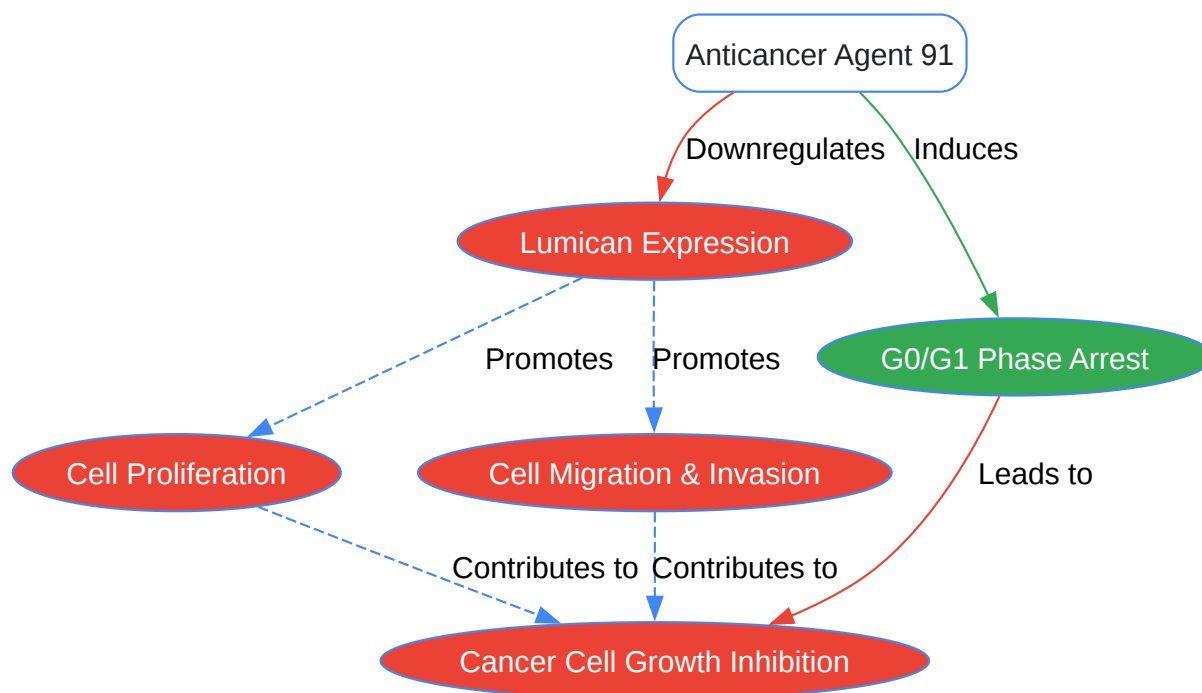 Anticancer Agent 91
Downregulates
Induces
Lumican Expression
Promotes
Promotes
G0/G1 Phase Arrest
Cell Proliferation
Cell Migration & Invasion
Leads to
Contributes to
Contributes to
Cancer Cell Growth Inhibition